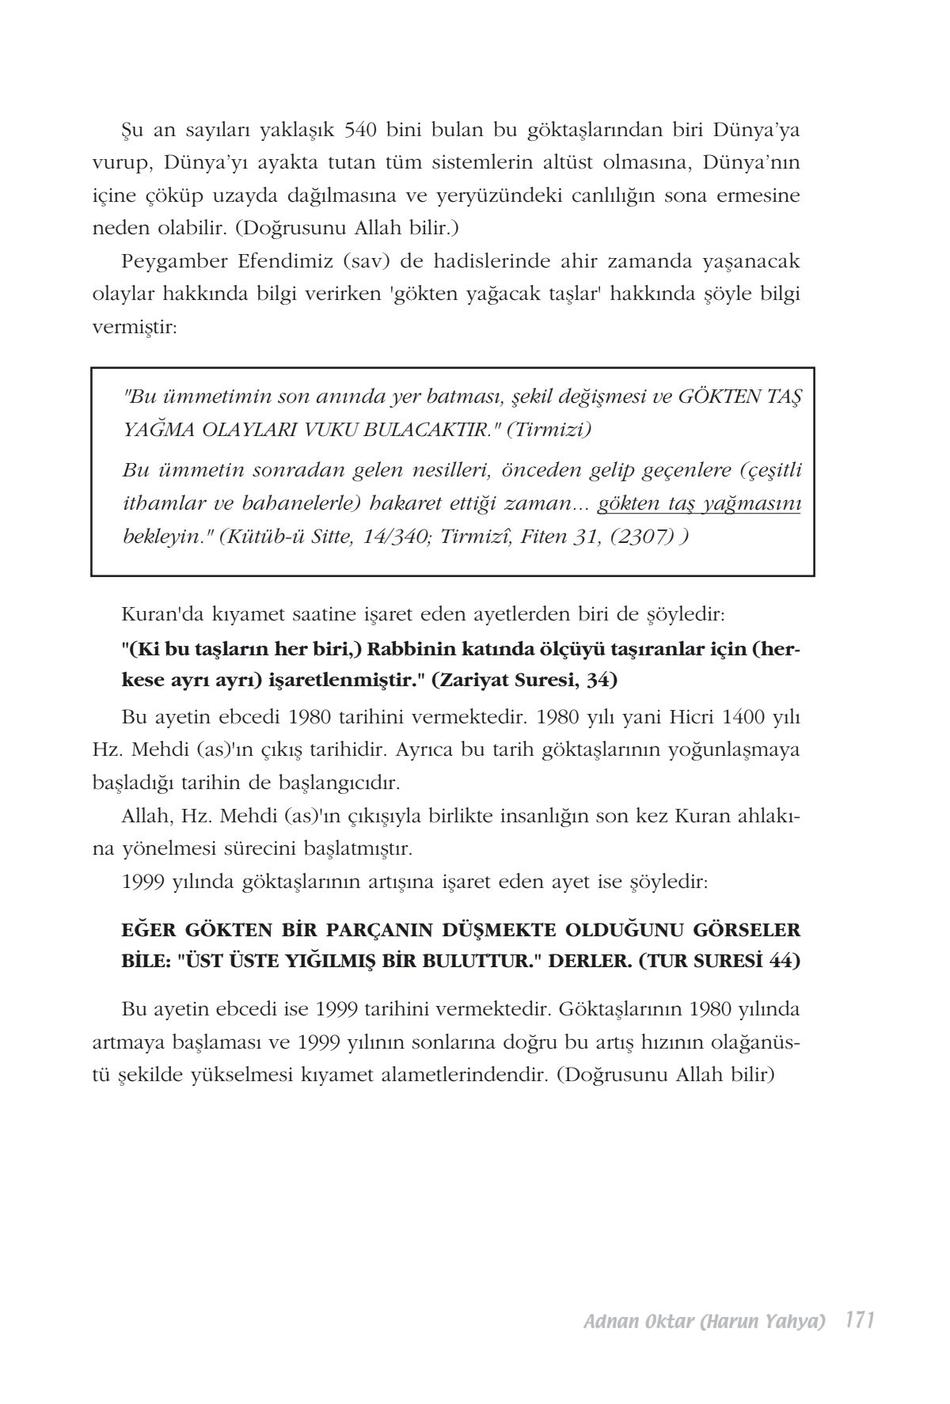 Şu an sayıları yaklaşık 540 bini bulan bu göktaşlarından biri Dünya’ya
vurup, Dünya’yı ayakta tutan tüm sistemlerin altüst olmasına, Dünya’nın
içine çöküp uzayda dağılmasına ve yeryüzündeki canlılığın sona ermesine
neden olabilir. (Doğrusunu Allah bilir.)
Peygamber Efendimiz (sav) de hadislerinde ahir zamanda yaşanacak
olaylar hakkında bilgi verirken 'gökten yağacak taşlar' hakkında şöyle bilgi
vermiştir:
"Bu ümmetimin son anında yer batması, şekil değişmesi ve GÖKTEN TAŞ
YAĞMA OLAYLARI VUKU BULACAKTIR." (Tirmizi)
Bu ümmetin sonradan gelen nesilleri, önceden gelip geçenlere (çeşitli
ithamlar ve bahanelerle) hakaret ettiği zaman... gökten taş yağmasını
bekleyin." (Kütüb-ü Sitte, 14/340; Tirmizî, Fiten 31, (2307) )
Kuran'da kıyamet saatine işaret eden ayetlerden biri de şöyledir:
"(Ki bu taşların her biri,) Rabbinin katında ölçüyü taşıranlar için (her-
kese ayrı ayrı) işaretlenmiştir." (Zariyat Suresi, 34)
Bu ayetin ebcedi 1980 tarihini vermektedir. 1980 yılı yani Hicri 1400 yılı
Hz. Mehdi (as)'ın çıkış tarihidir. Ayrıca bu tarih göktaşlarının yoğunlaşmaya
başladığı tarihin de başlangıcıdır.
Allah, Hz. Mehdi (as)'ın çıkışıyla birlikte insanlığın son kez Kuran ahlakı-
na yönelmesi sürecini başlatmıştır.
1999 yılında göktaşlarının artışına işaret eden ayet ise şöyledir:
EĞER GÖKTEN BİR PARÇANIN DÜŞMEKTE OLDUĞUNU GÖRSELER
BİLE: "ÜST ÜSTE YIĞILMIŞ BİR BULUTTUR." DERLER. (TUR SURESİ 44)
Bu ayetin ebcedi ise 1999 tarihini vermektedir. Göktaşlarının 1980 yılında
artmaya başlaması ve 1999 yılının sonlarına doğru bu artış hızının olağanüs-
tü şekilde yükselmesi kıyamet alametlerindendir. (Doğrusunu Allah bilir)
Adnan Oktar (Harun Yahya) 171